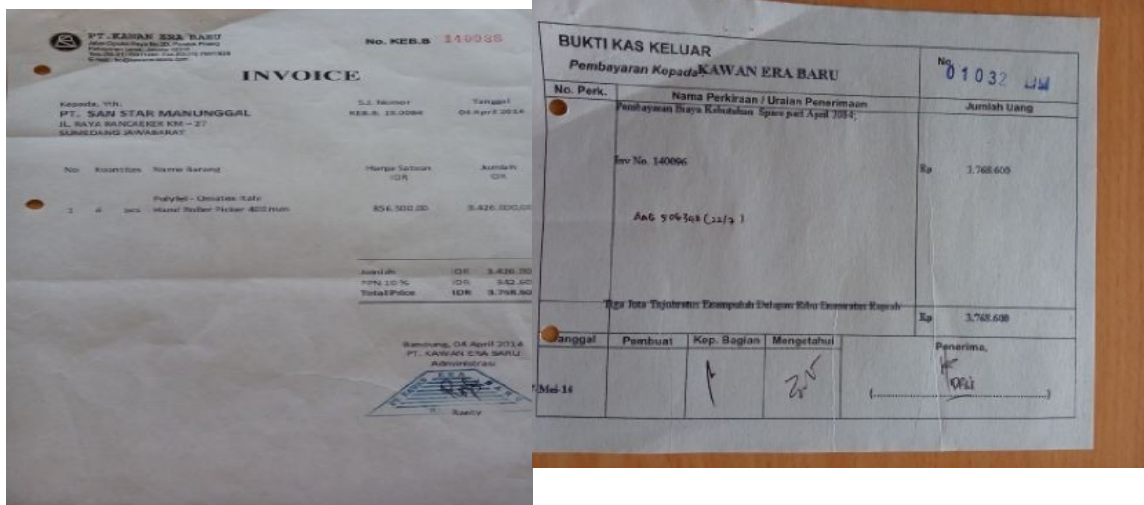 PT. KAWAN ERA BARU
No. KEB.B
INVOICE
Kepada, Yth:
PT. SAN STAR MANUNGGAL
JL. RAYA RANCAEKEK KM – 27
SUMEDANG JAWABARAT
S.J. Nomor Tanggal
04 April 2014
No Kuantitas Nama Barang Harga Satuan Jumlah
IDR IDR
1 4 pcs Hand Roller Picker 400 mm 856.500,00 3.426.000,00
Jumlah IDR 3.426.00
PPN 10 % IDR 342.60
Total Price IDR 3.768.60
Bandung, 04 April 2014
PT. KAWAN ERA BARU
Administrasi
BUKTI KAS KELUAR
Pembayaran Kepada KAWAN ERA BARU
No. 01032
No. Perk. Nama Perkiraan / Uraian Penerimaan Jumlah Uang
Pembayaran Biaya Kebutuhan Spare part April 2014;
Inv No. 140096 Rp 3.768.600
Tiga Juta Tujuhratus Enampuluh Delapan Ribu Enamratus Rupiah
Rp 3.768.600
Tanggal Pembuat Kep. Bagian Mengetahui Penerima,
Mei-14